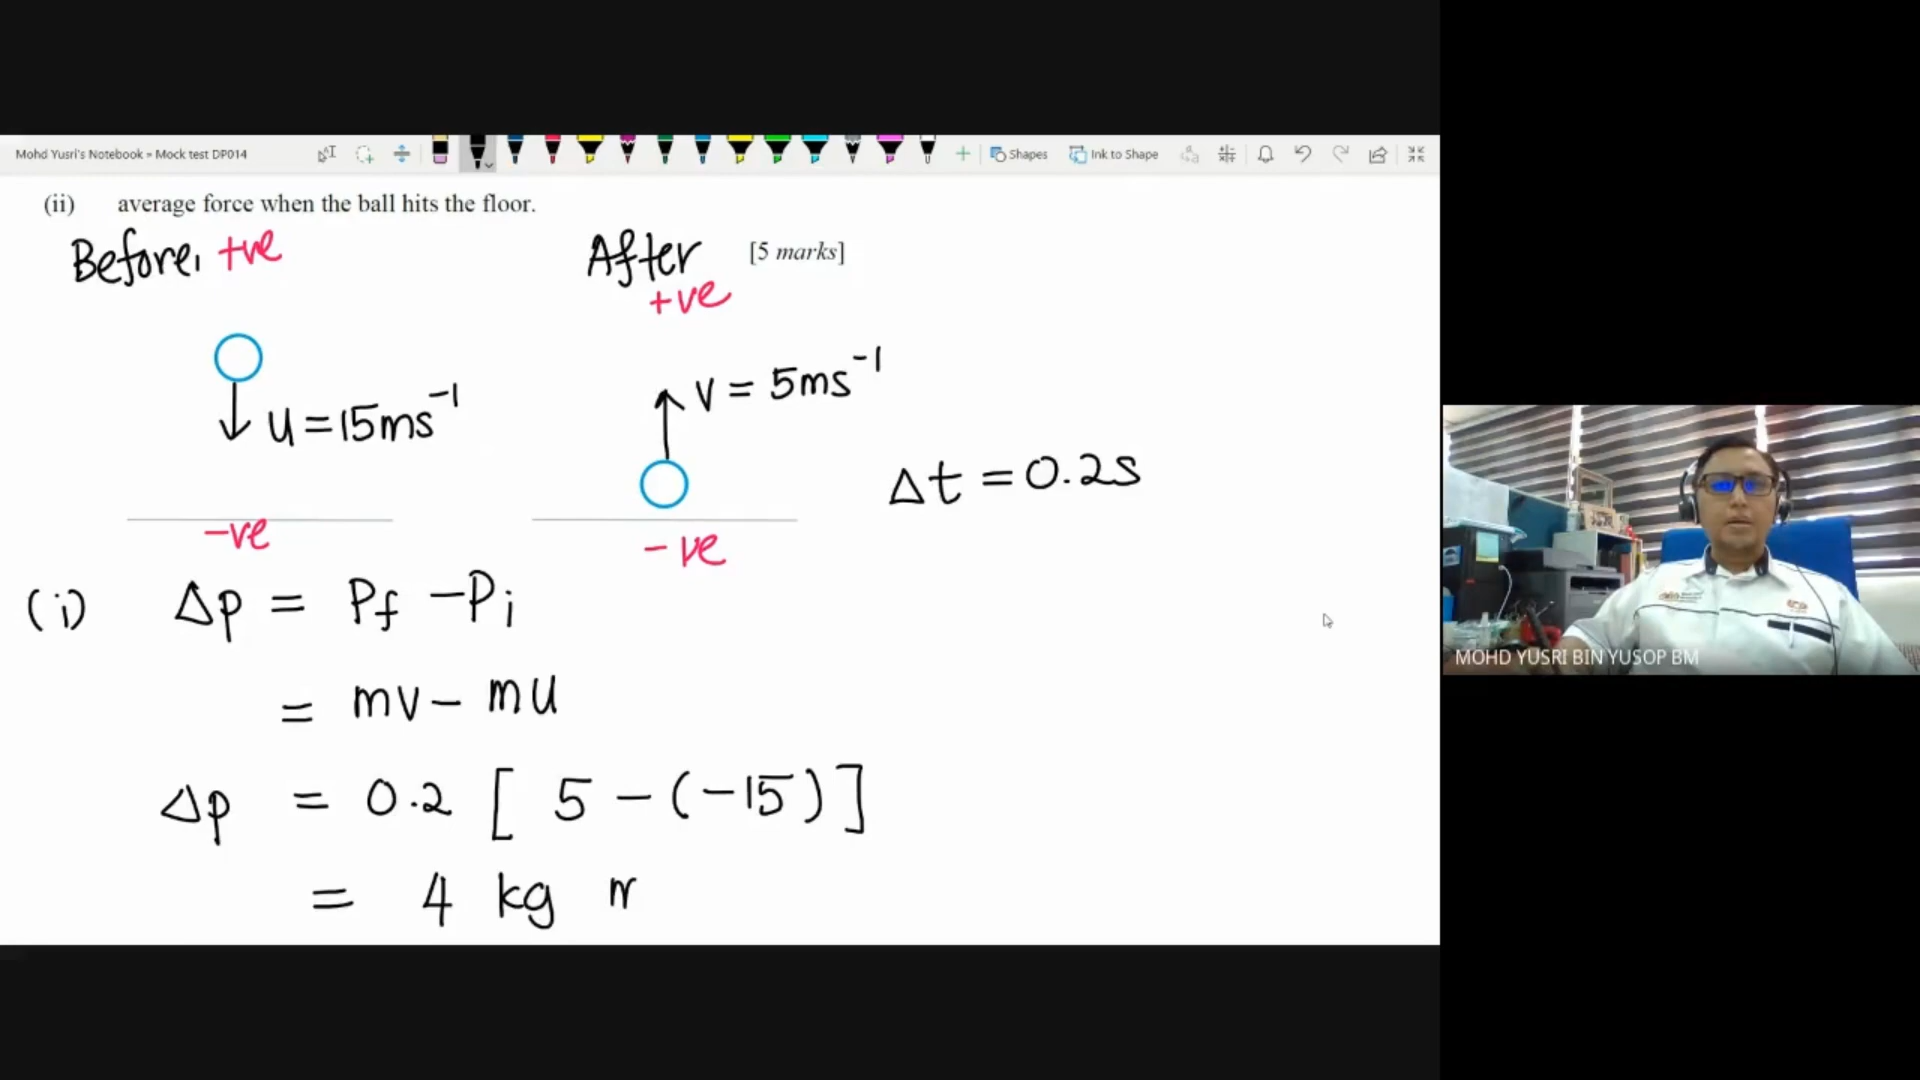 Mohd Yusri's Notebook » Mock test DP014
Shapes
Ink to Shape
(ii) average force when the ball hits the floor.
Before, +ve
After
[5 marks]
+ve
u = 15ms⁻¹
v = 5ms⁻¹
Δt = 0.2s
-ve
-ve
(i) Δp = Pf - Pi
= mv - mu
Δp = 0.2 [ 5 - (-15) ]
= 4 kg m
MOHD YUSRI BIN YUSOP BM